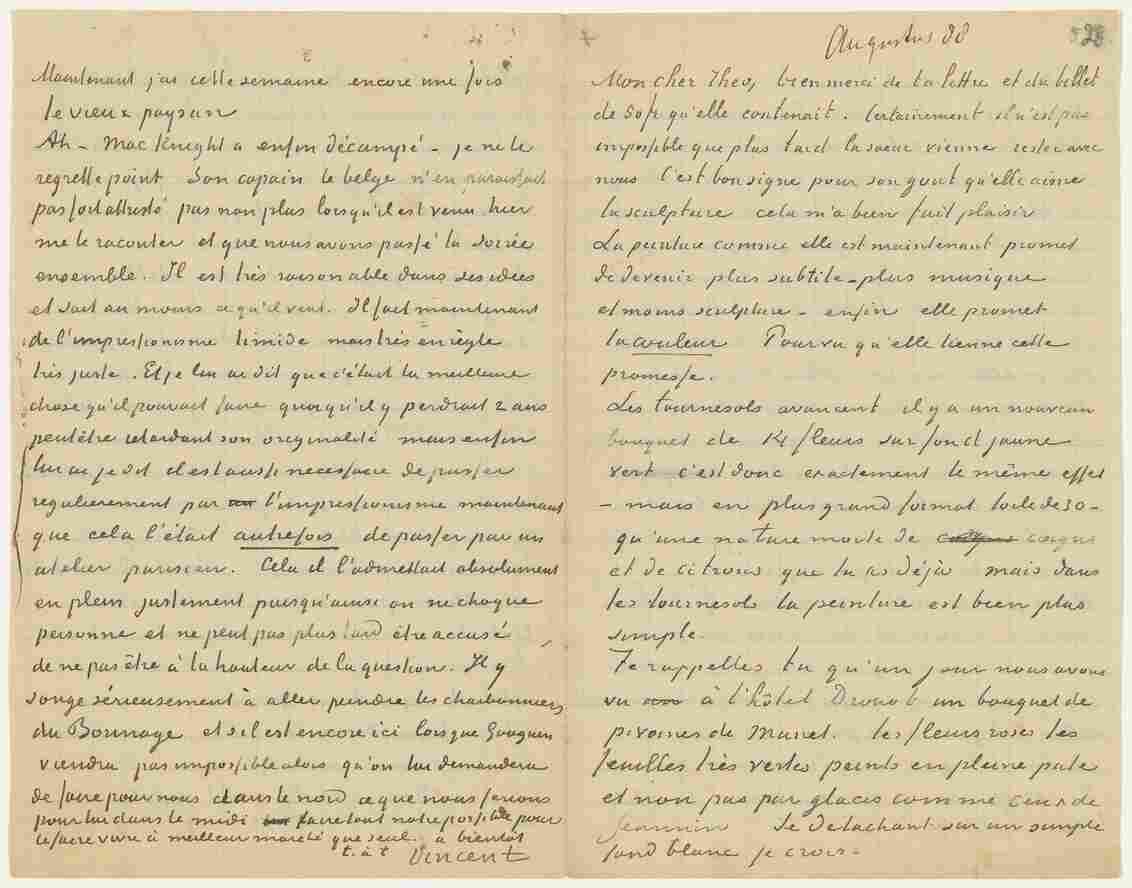 Augustus 88
28
Mon cher Theo, bien merci de ta lettre et du billet
de 50 fr qu'elle contenait. Certainement il n'est pas
impossible que plus tard la soeur vienne rester avec
nous C'est bon signe pour son gout qu'elle aime
la sculpture cela m'a bien fait plaisir
La peinture comme elle est maintenant promet
de devenir plus subtile – plus musique
et moins sculpture – enfin elle promet
la couleur Pourvu qu'elle tienne cette
promesse.
Les tournesols avancent il y a un nouveau
bouquet de 14 fleurs sur fond jaune
vert c'est donc exactement le même effet
– mais en plus grand format toile de 30 –
qu'une nature morte de coings
et de citrons que tu as déjà mais dans
les tournesols la peinture est bien plus
simple.
Te rappelles tu qu'un jour nous avons
vu à l'hôtel Drouot un bouquet de
pivoines de Manet. Les fleurs roses les
feuilles très vertes peints en pleine pate
et non pas par glacis comme ceux de
Jeannin Se detachant sur un simple
fond blanc je crois –
Maintenant j'ai cette semaine encore une fois
le vieux paysan
Ah – Mac Knight a enfin décampé – je ne le
regrette point Son copain le belge n'en paraissait
pas fort attristé pas non plus lorsqu'il est venu hier
me le raconter et que nous avons passé la soirée
ensemble. Il est très raisonable dans ses idees
et sait au moins ce qu'il veut. Il fait maintenant
de l'impressionisme timide mais très en règle
très juste. Et je lui ai dit que c'était la meilleure
chose qu'il pouvait faire quoiqu'il y perdrait 2 ans
peutêtre retardant son originalité mais enfin
lui ai je dit il est aussi necessaire de passer
regulierement par l'impressionisme maintenant
que cela l'était autrefois de passer par un
atelier parisien. Cela il l'admettait absolument
en plein justement puisqu'ainsi on ne choque
personne et ne peut pas plus tard être accusé
de ne pas être à la hauteur de la question. Il y
songe sérieusement à aller peindre les charbonniers
du Borinage et s'il est encore ici lorsque Gauguin
viendra pas impossible alors qu'on lui demandera
de faire pour nous dans le nord ce que nous ferions
pour lui dans le midi faire tout notre possible pour
le faire vivre à meilleur marché que seul. à bientot
t. à t Vincent